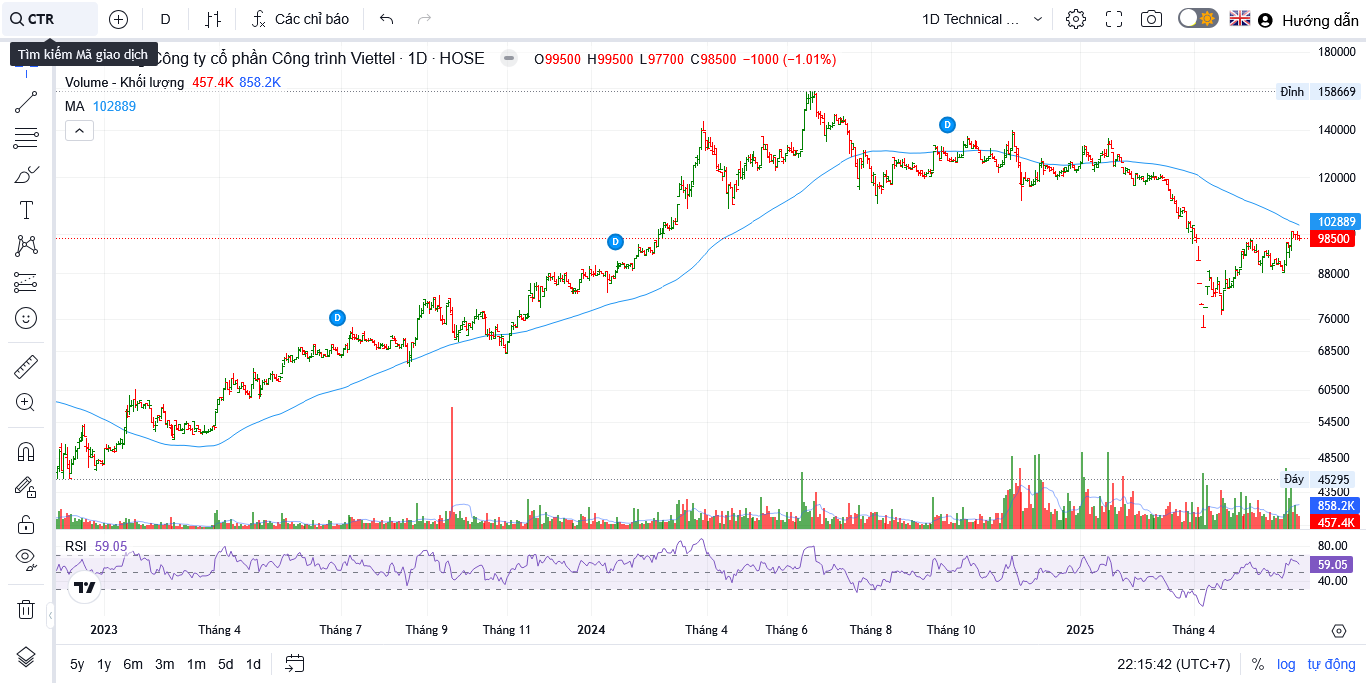 CTR D Các chỉ báo 1D Technical ... Hướng dẫn
Tìm kiếm Mã giao dịch
Công ty cổ phần Công trình Viettel · 1D · HOSE O99500 H99500 L97700 C98500 −1000 (−1.01%)
Volume - Khối lượng 457.4K 858.2K
MA 102889
180000
Đỉnh 158669
140000
120000
102889
98500
88000
76000
68500
60500
54500
48500
Đáy 45295
43500
858.2K
457.4K
D
D
D
RSI 59.05
80.00
59.05
40.00
2023 Tháng 4 Tháng 7 Tháng 9 Tháng 11 2024 Tháng 4 Tháng 6 Tháng 8 Tháng 10 2025 Tháng 4
5y 1y 6m 3m 1m 5d 1d 22:15:42 (UTC+7) % log tự động